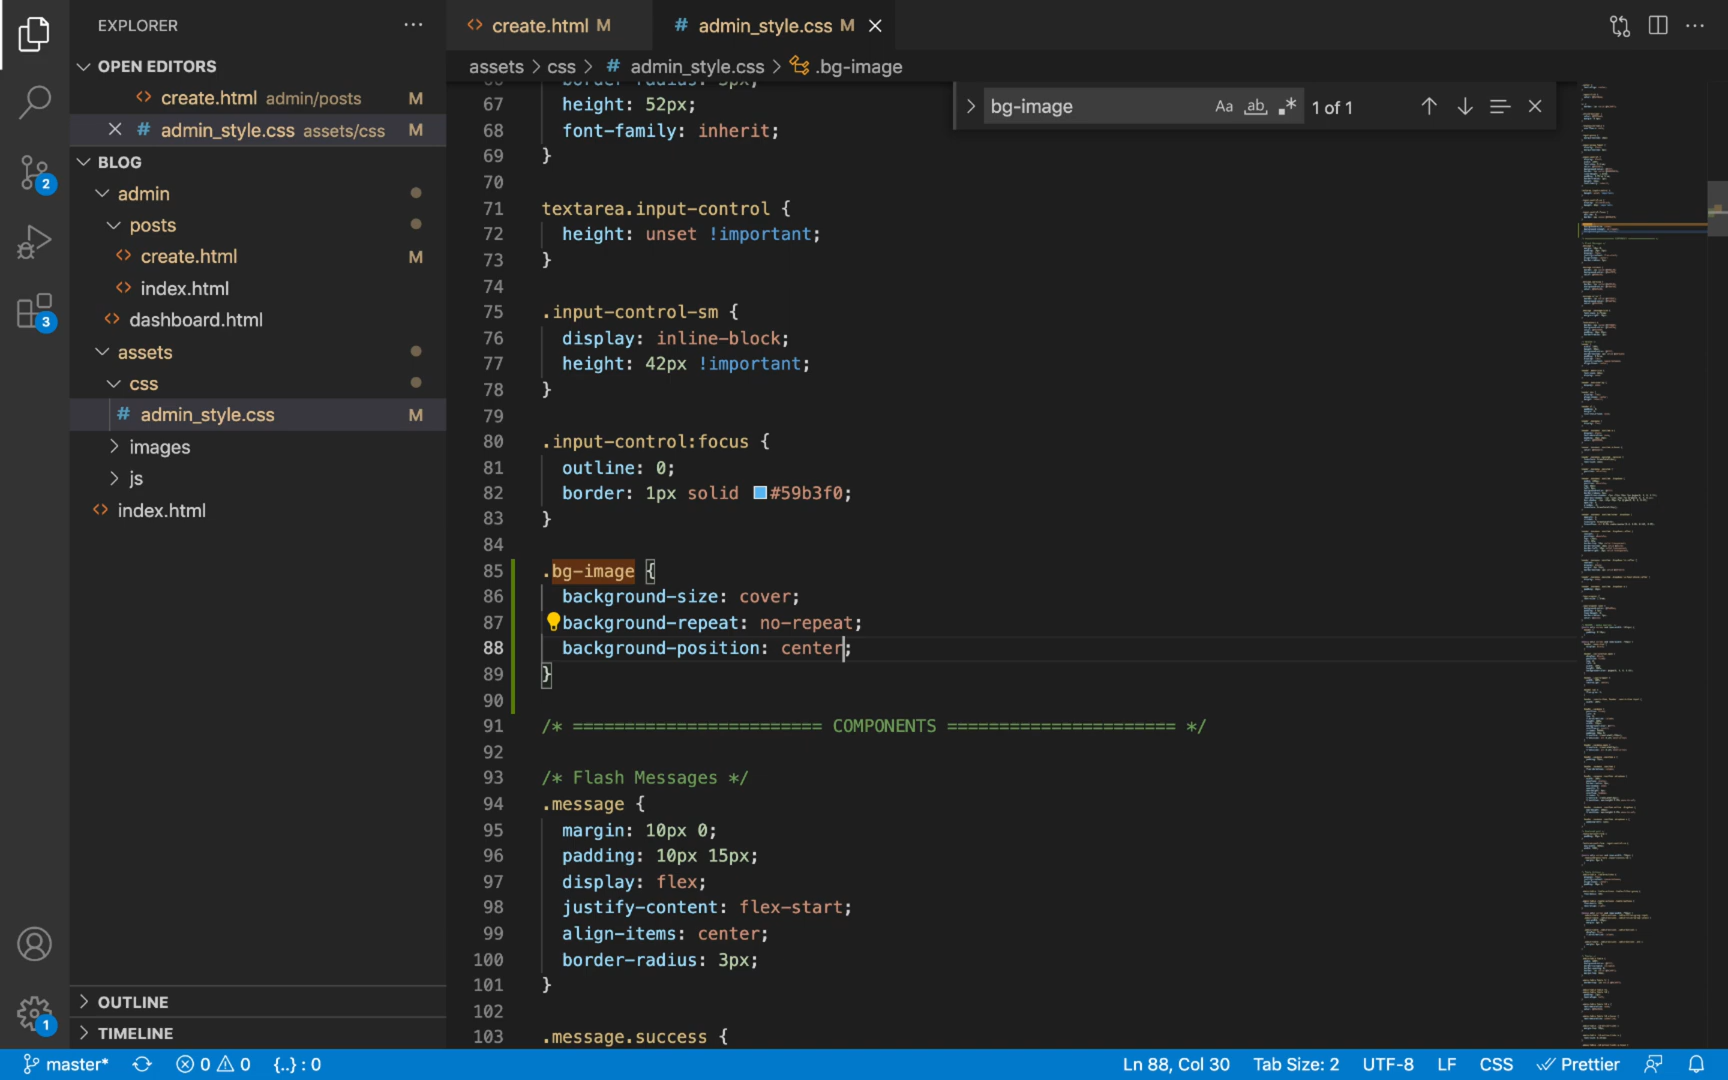 EXPLORER
OPEN EDITORS
create.html admin/posts M
admin_style.css assets/css M
BLOG
admin
posts
create.html M
index.html
dashboard.html
assets
css
admin_style.css M
images
js
index.html
OUTLINE
TIMELINE
2
3
1
create.html M
admin_style.css M
assets > css > # admin_style.css > .bg-image
bg-image Aa ab .* 1 of 1
67 height: 52px;
68 font-family: inherit;
69 }
70
71 textarea.input-control {
72 height: unset !important;
73 }
74
75 .input-control-sm {
76 display: inline-block;
77 height: 42px !important;
78 }
79
80 .input-control:focus {
81 outline: 0;
82 border: 1px solid #59b3f0;
83 }
84
85 .bg-image {
86 background-size: cover;
87 background-repeat: no-repeat;
88 background-position: center;
89 }
90
91 /* ======================== COMPONENTS ====================== */
92
93 /* Flash Messages */
94 .message {
95 margin: 10px 0;
96 padding: 10px 15px;
97 display: flex;
98 justify-content: flex-start;
99 align-items: center;
100 border-radius: 3px;
101 }
102
103 .message.success {
master* 0 0 {..} : 0 Ln 88, Col 30 Tab Size: 2 UTF-8 LF CSS Prettier